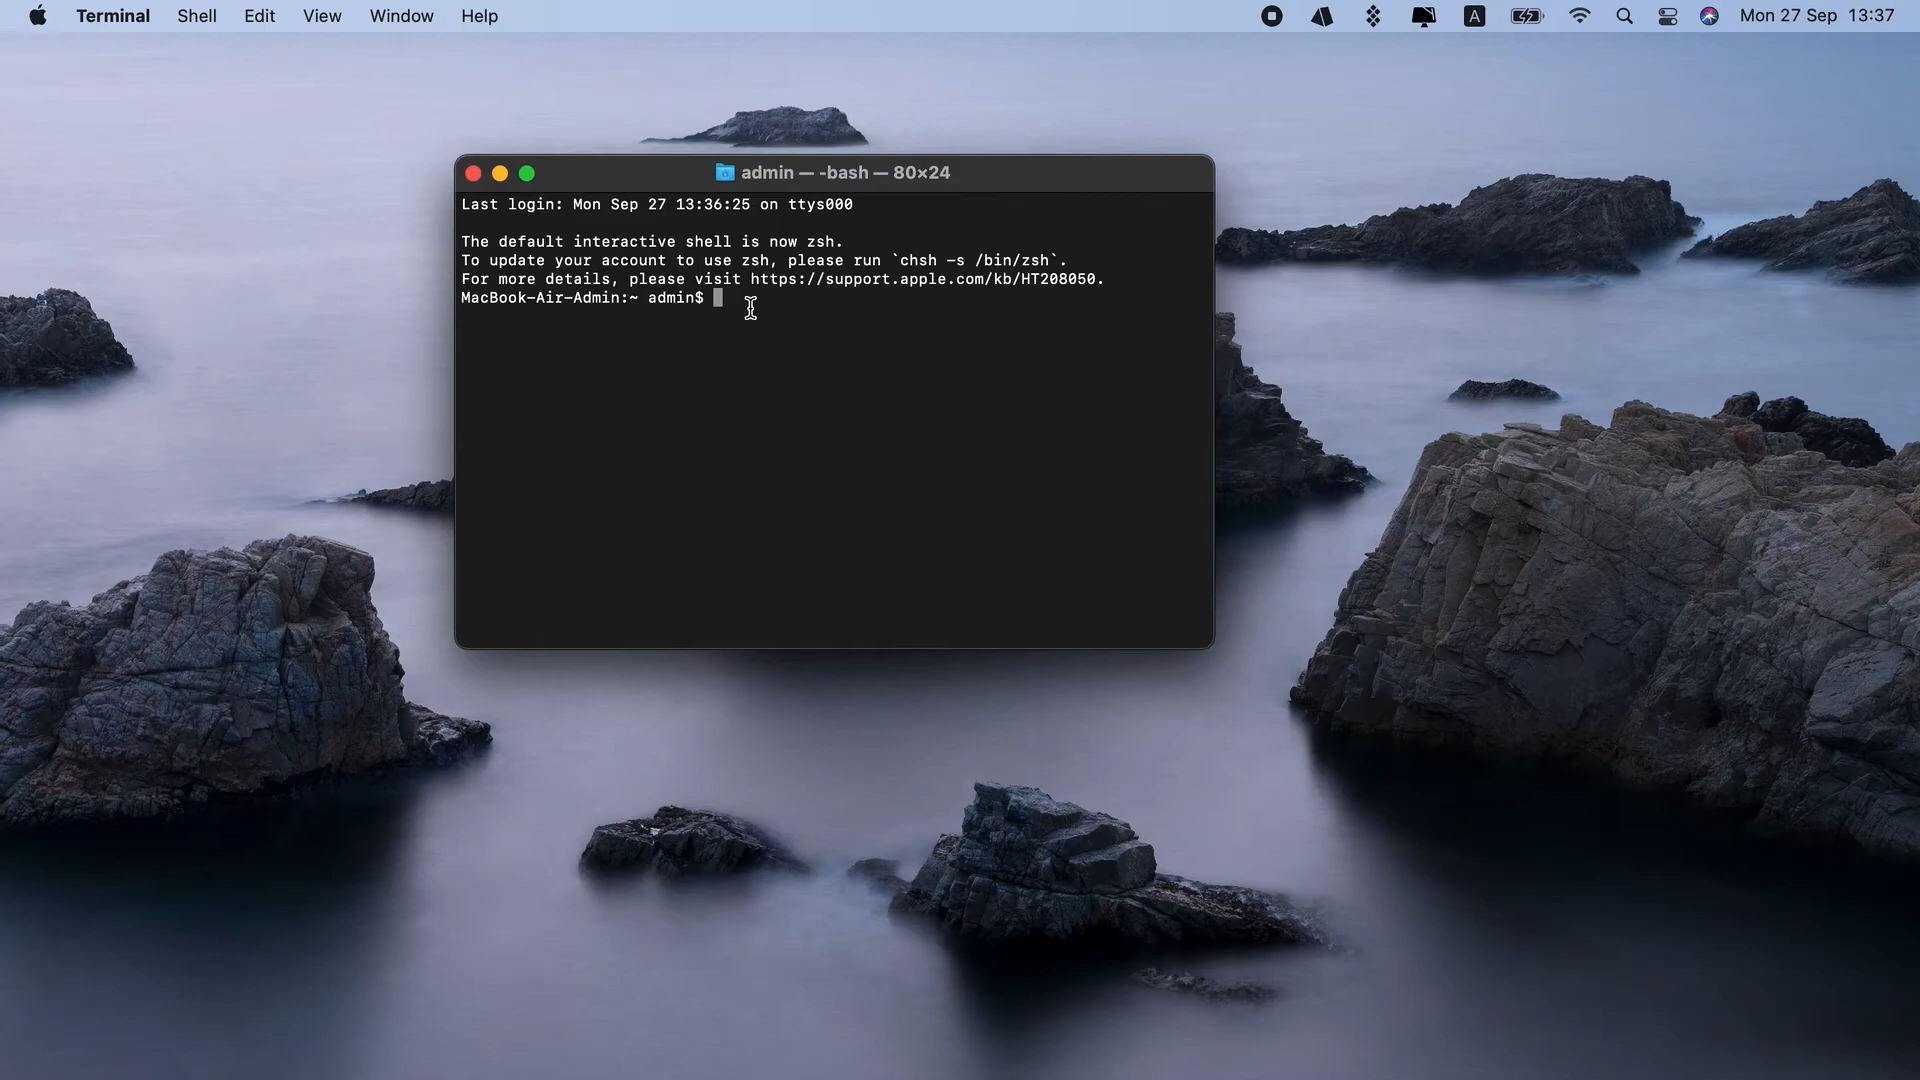 Terminal Shell Edit View Window Help A Mon 27 Sep 13:37
admin — -bash — 80×24
Last login: Mon Sep 27 13:36:25 on ttys000
The default interactive shell is now zsh.
To update your account to use zsh, please run `chsh -s /bin/zsh`.
For more details, please visit https://support.apple.com/kb/HT208050.
MacBook-Air-Admin:~ admin$